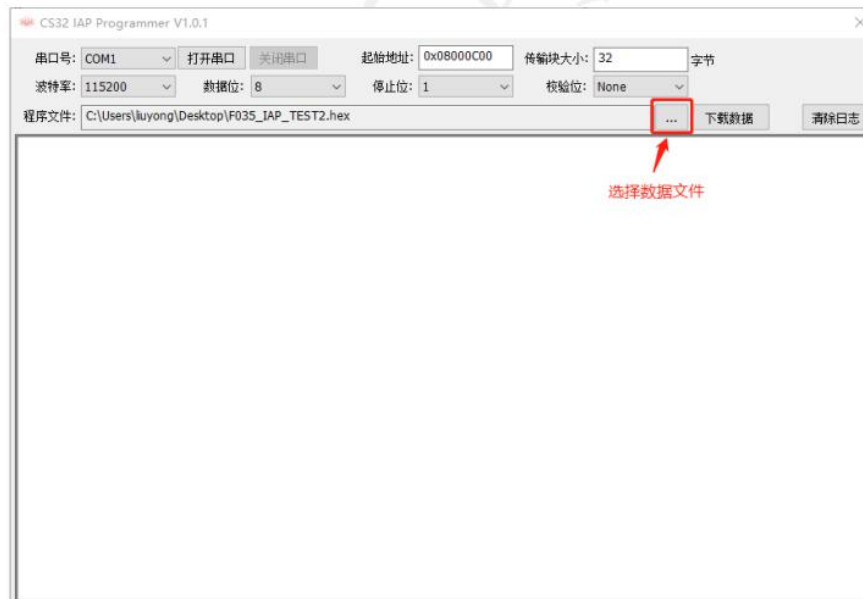 CS32 IAP Programmer V1.0.1
串口号: COM1 打开串口 关闭串口 起始地址: 0x08000C00 传输块大小: 32 字节
波特率: 115200 数据位: 8 停止位: 1 校验位: None
程序文件: C:\Users\liuyong\Desktop\F035_IAP_TEST2.hex ... 下载数据 清除日志
选择数据文件